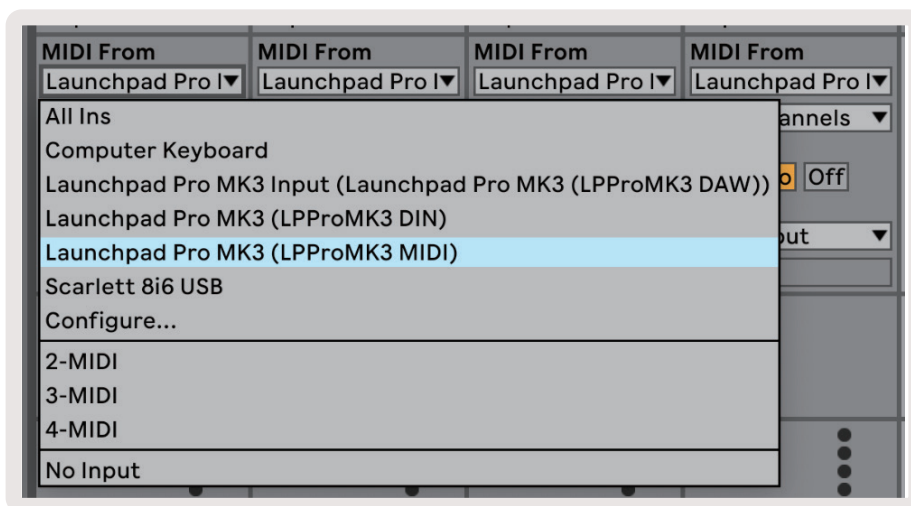 MIDI From MIDI From MIDI From MIDI From
Launchpad Pro Launchpad Pro Launchpad Pro Launchpad Pro
All Ins
Computer Keyboard
Launchpad Pro MK3 Input (Launchpad Pro MK3 (LPProMK3 DAW)) Off
Launchpad Pro MK3 (LPProMK3 DIN)
Launchpad Pro MK3 (LPProMK3 MIDI)
Scarlett 8i6 USB
Configure...
2-MIDI
3-MIDI
4-MIDI
No Input